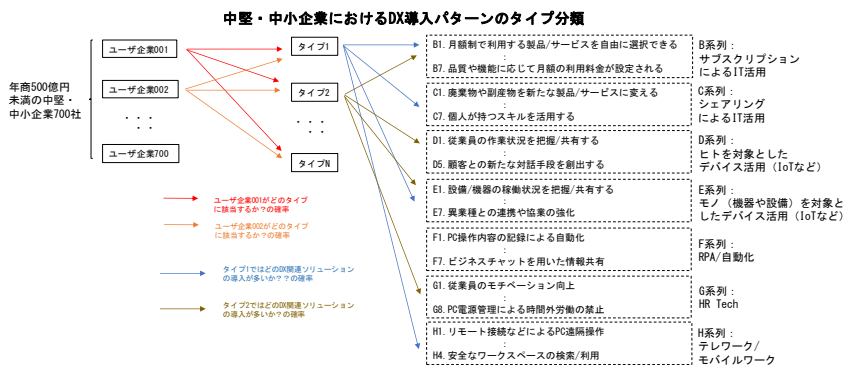 中堅・中小企業におけるDX導入パターンのタイプ分類
年商500億円
未満の中堅・
中小企業700社
ユーザ企業001
ユーザ企業002
・・・
・・・
ユーザ企業700
タイプ1
タイプ2
・・・
・・・
タイプN
ユーザ企業001がどのタイプ
に該当するか？の確率
ユーザ企業002がどのタイプ
に該当するか？の確率
タイプ1ではどのDX関連ソリューション
の導入が多いか？？の確率
タイプ2ではどのDX関連ソリューション
の導入が多いか？の確率
B1. 月額制で利用する製品/サービスを自由に選択できる
：
B7. 品質や機能に応じて月額の利用料金が設定される
B系列：
サブスクリプション
によるIT活用
C1. 廃棄物や副産物を新たな製品/サービスに変える
：
C7. 個人が持つスキルを活用する
C系列：
シェアリング
によるIT活用
D1. 従業員の作業状況を把握/共有する
：
D5. 顧客との新たな対話手段を創出する
D系列：
ヒトを対象とした
デバイス活用（IoTなど）
E1. 設備/機器の稼働状況を把握/共有する
：
E7. 異業種との連携や協業の強化
E系列：
モノ（機器や設備）を対象と
したデバイス活用（IoTなど）
F1. PC操作内容の記録による自動化
：
F7. ビジネスチャットを用いた情報共有
F系列：
RPA/自動化
G1. 従業員のモチベーション向上
：
G8. PC電源管理による時間外労働の禁止
G系列：
HR Tech
H1. リモート接続などによるPC遠隔操作
：
H4. 安全なワークスペースの検索/利用
H系列：
テレワーク/
モバイルワーク